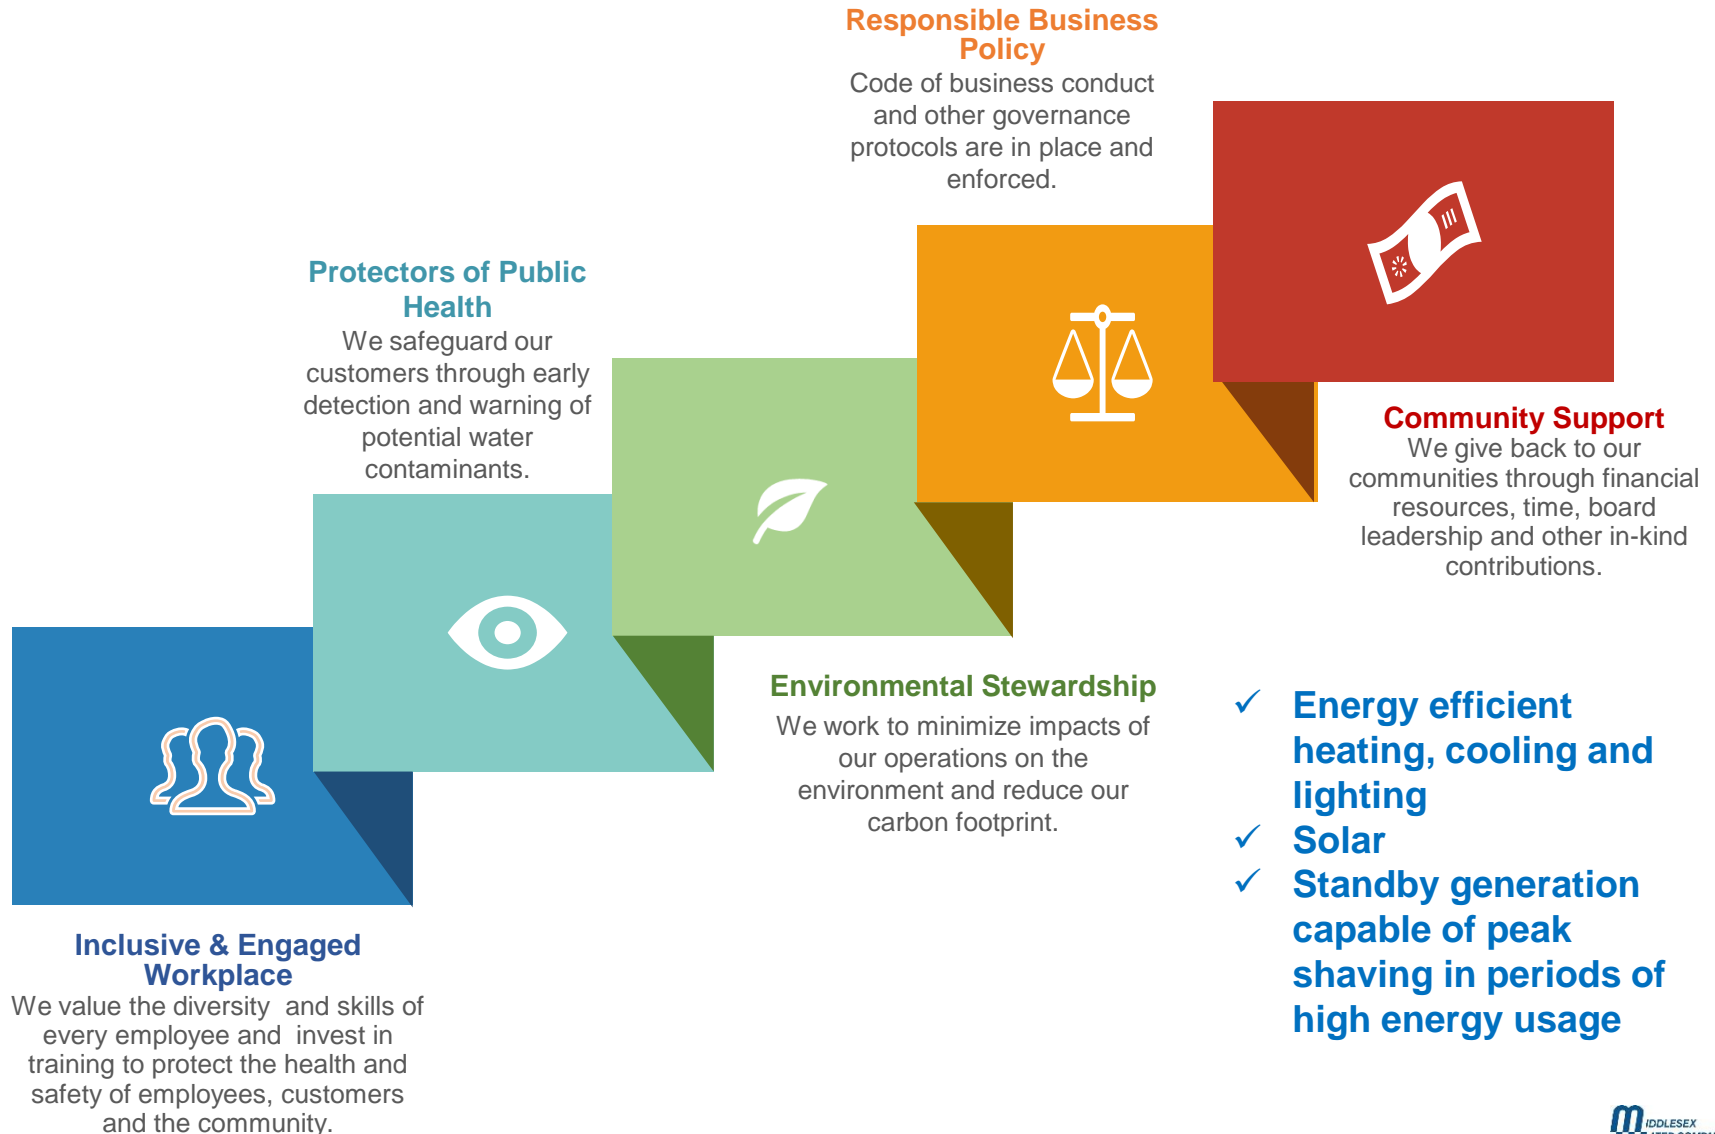 Responsible Business
Policy
Code of business conduct
and other governance
protocols are in place and
enforced.
Protectors of Public
Health
We safeguard our
customers through early
detection and warning of
potential water
contaminants.
Community Support
We give back to our
communities through financial
resources, time, board
leadership and other in-kind
contributions.
Environmental Stewardship
We work to minimize impacts of
our operations on the
environment and reduce our
carbon footprint.
✓ Energy efficient
heating, cooling and
lighting
✓ Solar
✓ Standby generation
capable of peak
shaving in periods of
high energy usage
Inclusive & Engaged
Workplace
We value the diversity and skills of
every employee and invest in
training to protect the health and
safety of employees, customers
and the community.
MIDDLESEX